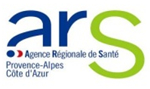 ars
Agence Régionale de Santé
Provence-Alpes
Côte d'Azur